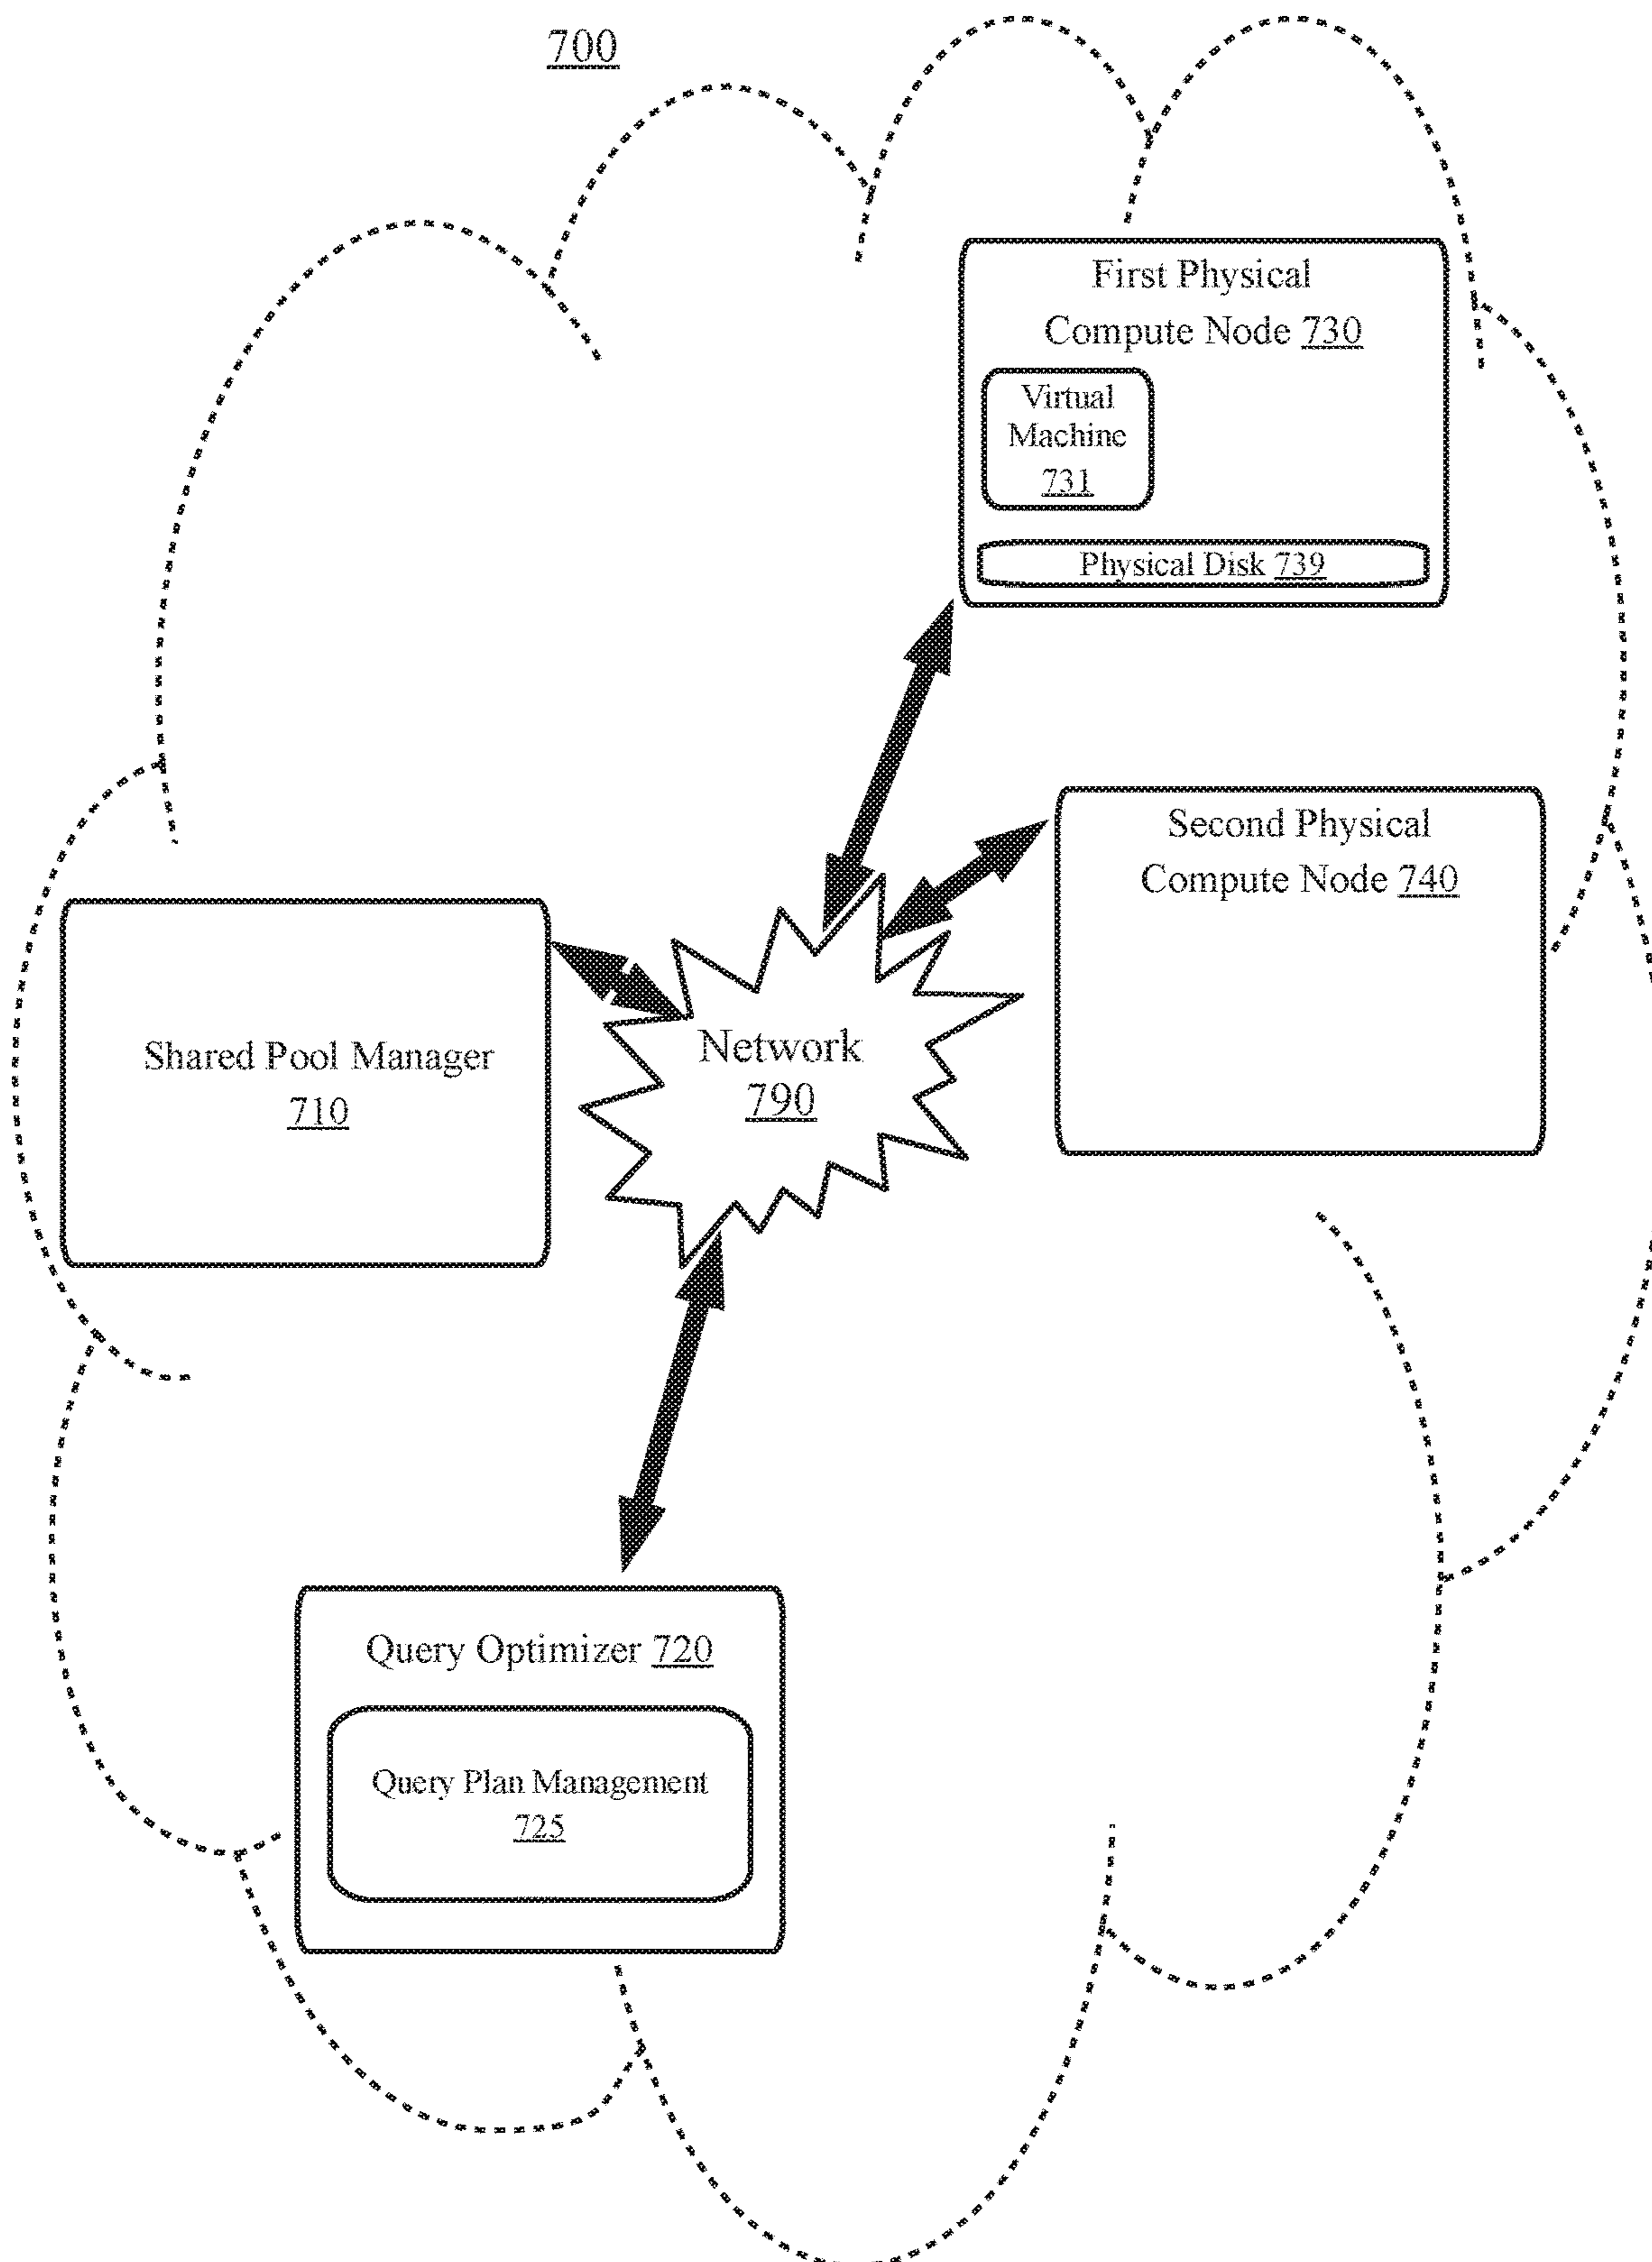 700
First Physical
Compute Node 730
Virtual
Machine
731
Physical Disk 739
Second Physical
Compute Node 740
Shared Pool Manager
710
Network
790
Query Optimizer 720
Query Plan Management
725